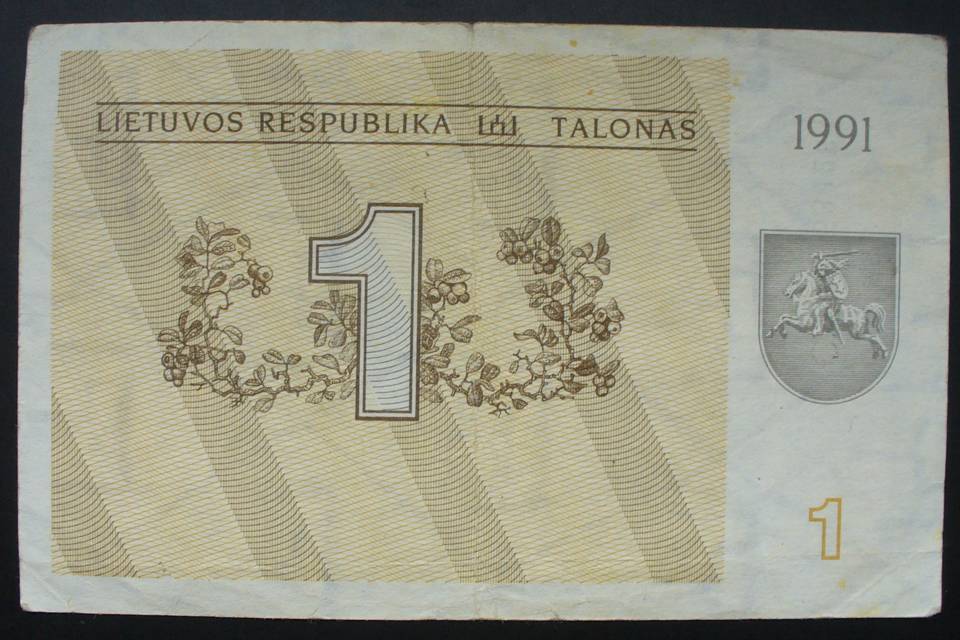 LIETUVOS RESPUBLIKA TALONAS
1991
1
1